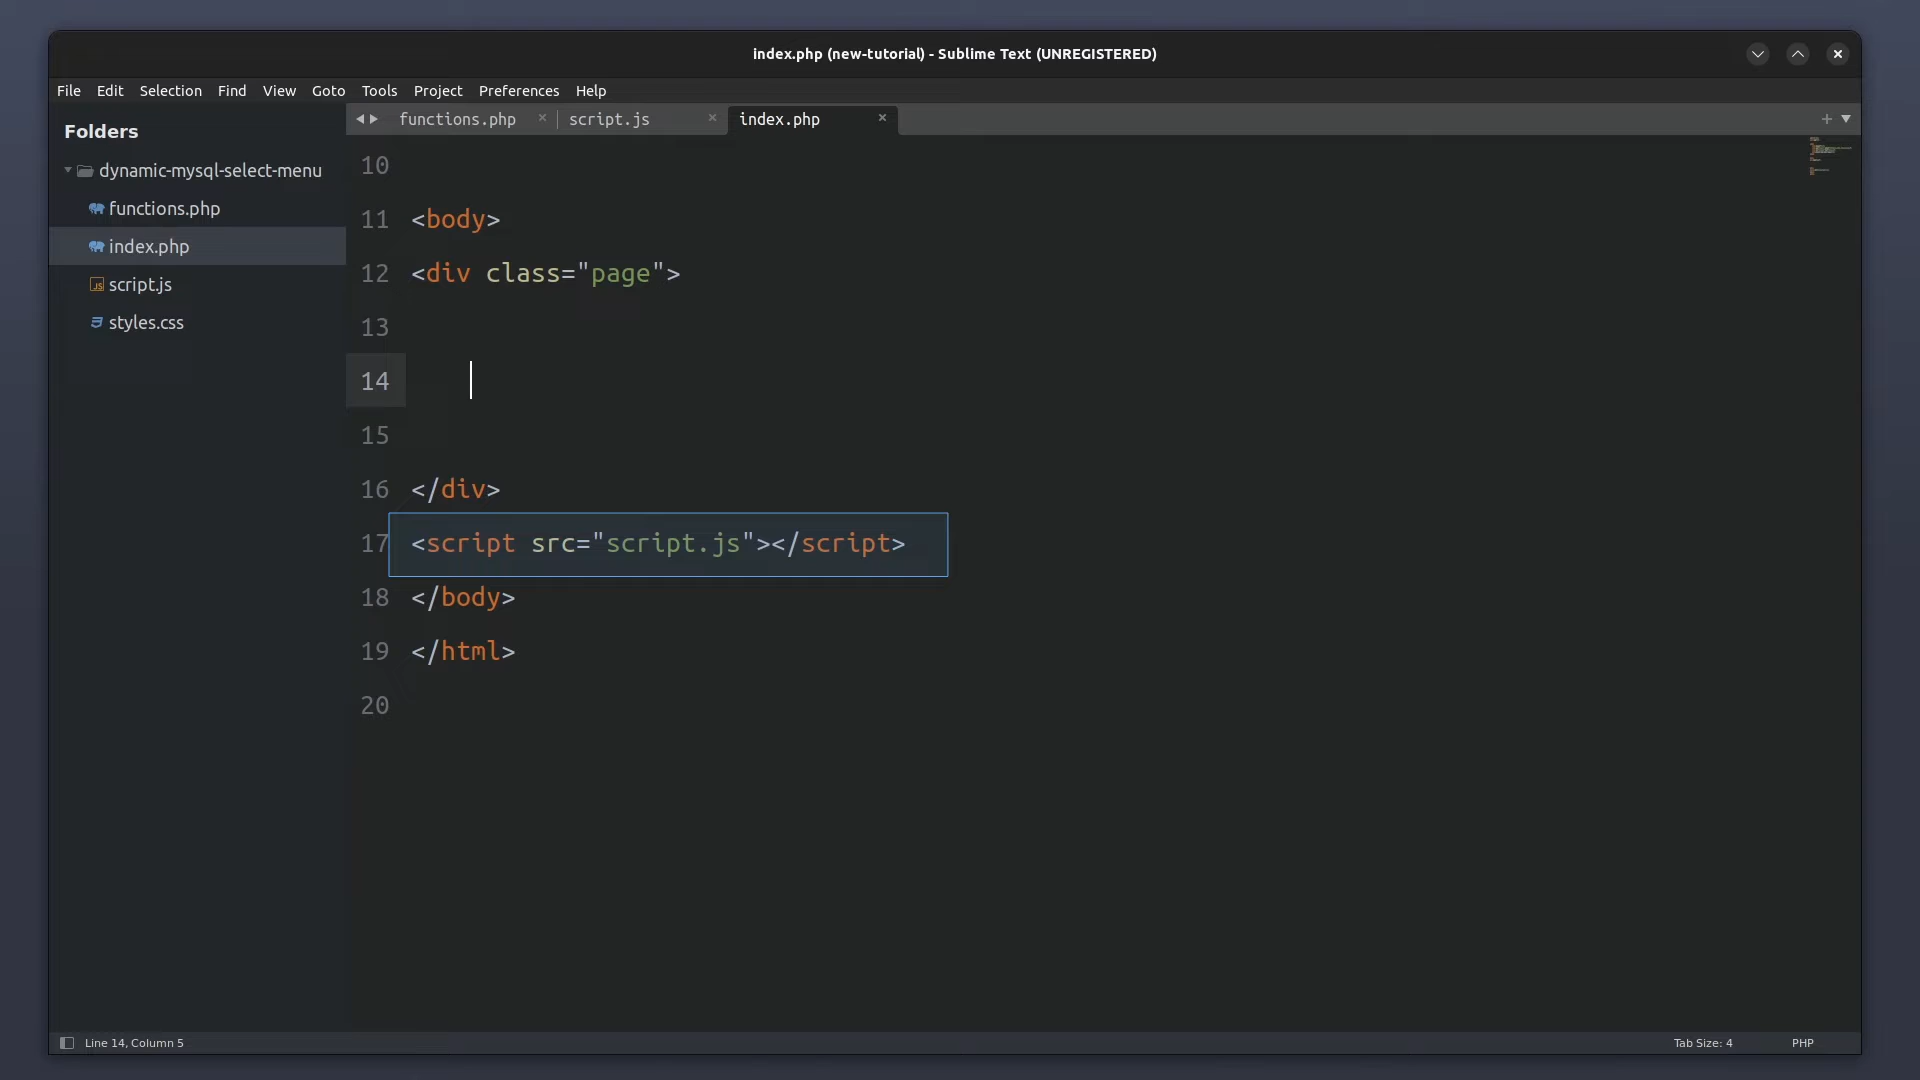 index.php (new-tutorial) - Sublime Text (UNREGISTERED)
File Edit Selection Find View Goto Tools Project Preferences Help
Folders
dynamic-mysql-select-menu
functions.php
index.php
script.js
styles.css
functions.php script.js index.php
10
11 <body>
12 <div class="page">
13
14
15
16 </div>
17 <script src="script.js"></script>
18 </body>
19 </html>
20
Line 14, Column 5 Tab Size: 4 PHP